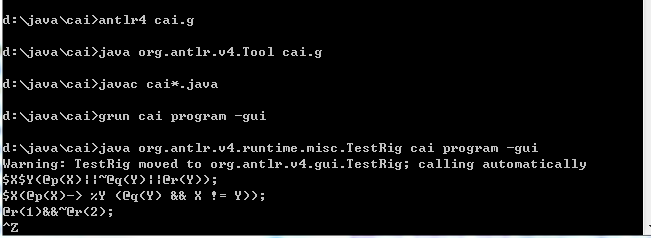 d:\java\cai>antlr4 cai.g
d:\java\cai>java org.antlr.v4.Tool cai.g
d:\java\cai>javac cai*.java
d:\java\cai>grun cai program -gui
d:\java\cai>java org.antlr.v4.runtime.misc.TestRig cai program -gui
Warning: TestRig moved to org.antlr.v4.gui.TestRig; calling automatically
$X$Y(@p(X)||~@q(Y)||@r(Y));
$X(@p(X)-> %Y (@q(Y) && X != Y));
@r(1)&&~@r(2);
^Z